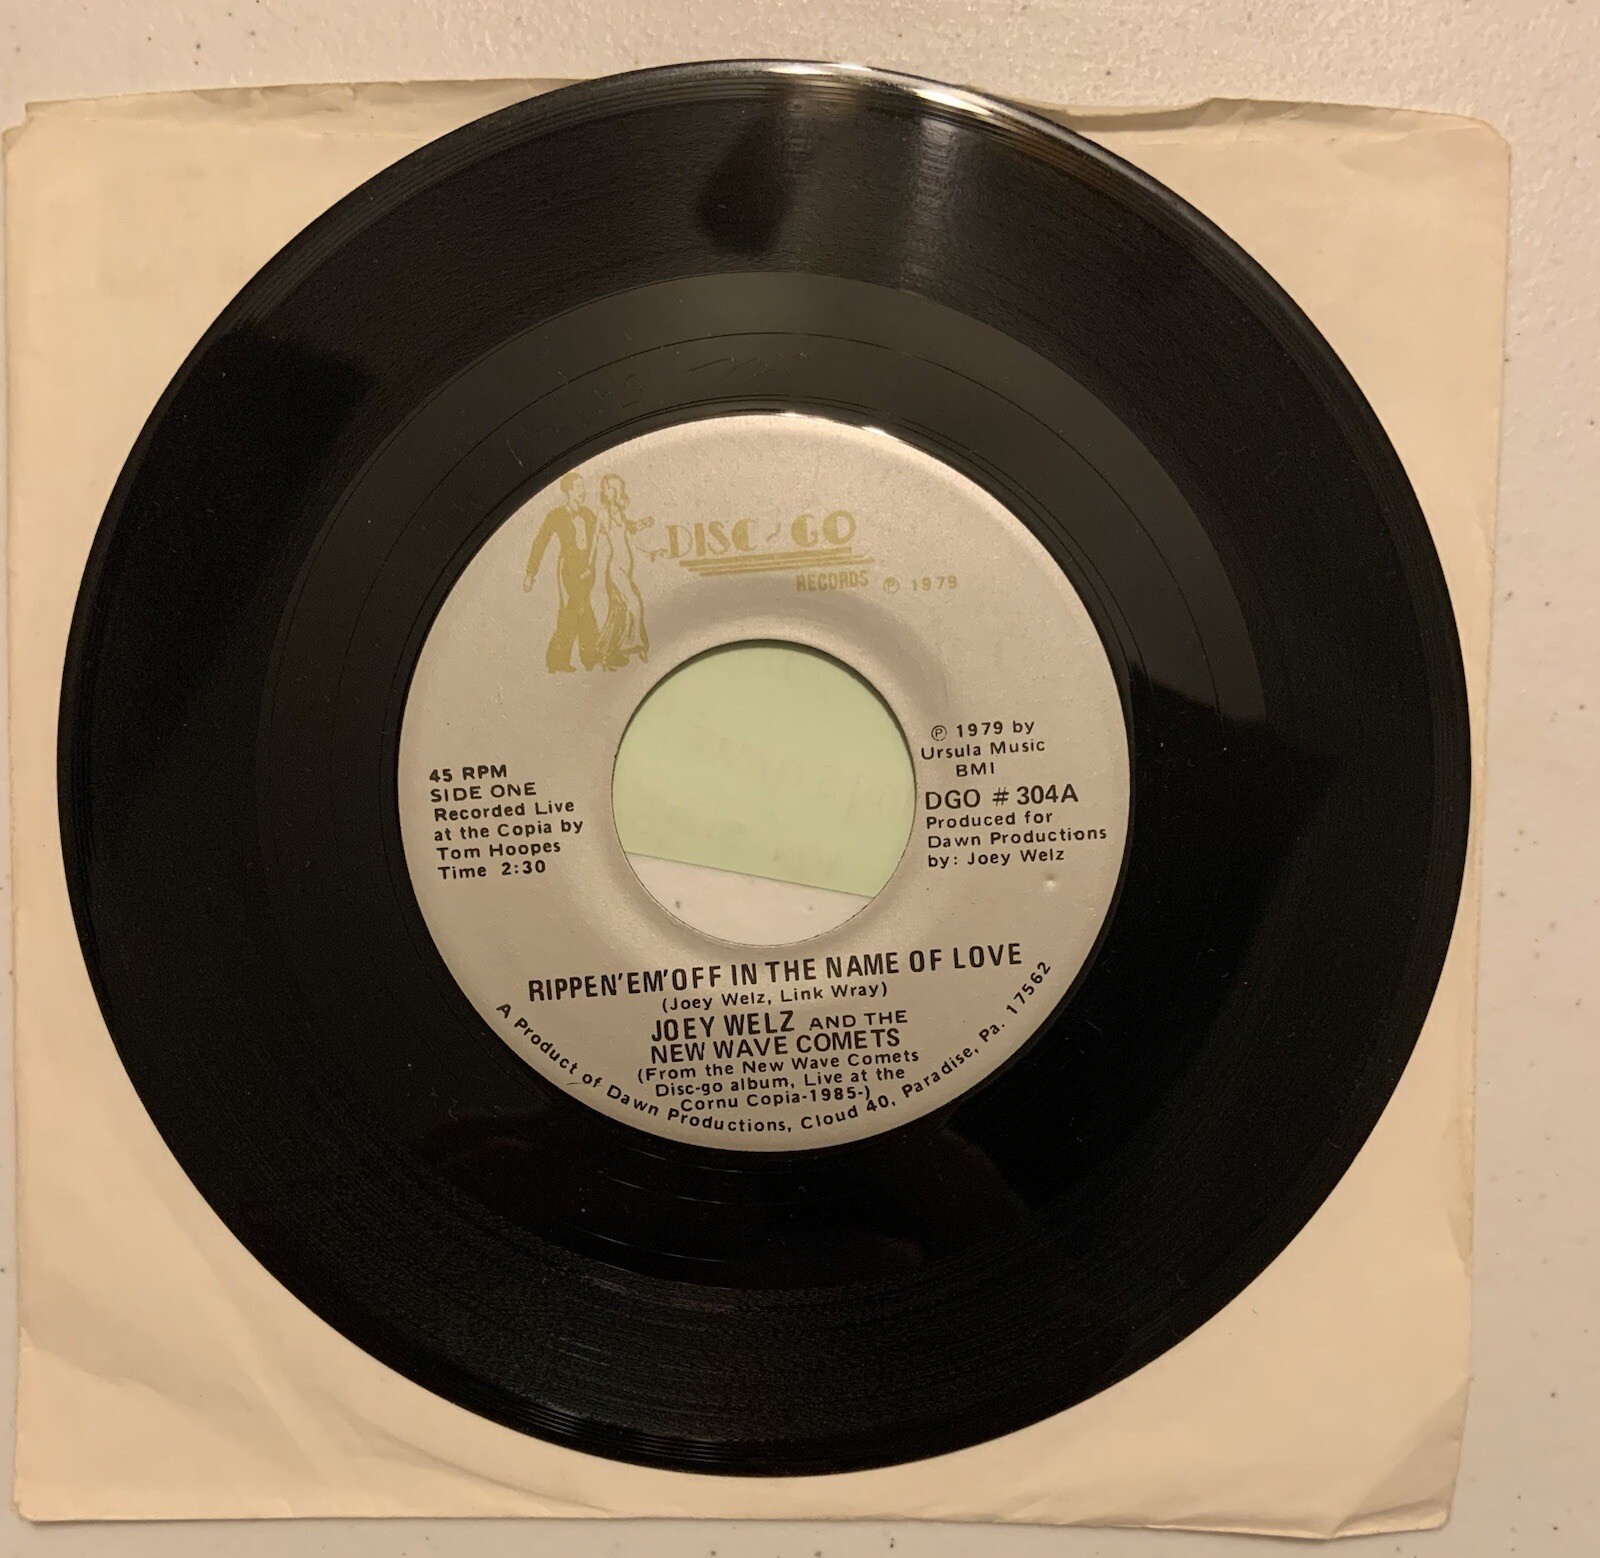 DISC-GO
RECORDS ℗ 1979
℗ 1979 by
Ursula Music
BMI
DGO # 304A
Produced for
Dawn Productions
by: Joey Welz
45 RPM
SIDE ONE
Recorded Live
at the Copia by
Tom Hoopes
Time 2:30
RIPPEN'EM'OFF IN THE NAME OF LOVE
(Joey Welz, Link Wray)
JOEY WELZ AND THE
NEW WAVE COMETS
(From the New Wave Comets
Disc-go album, Live at the
Cornu Copia-1985-)
A Product of Dawn Productions, Cloud 40, Paradise, Pa. 17562